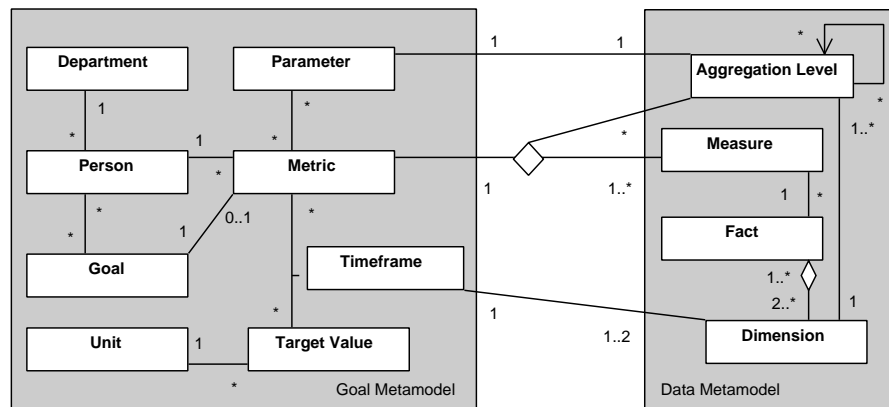 Department
Parameter
1
1
*
Aggregation Level
1
*
*
*
*
*
1..*
Person
1
Metric
Measure
*
1
1..*
*
*
0..1
1
*
1
*
Goal
Timeframe
Fact
1..*
2..*
1
*
1
1..2
Unit
1
Target Value
Dimension
*
Goal Metamodel
Data Metamodel